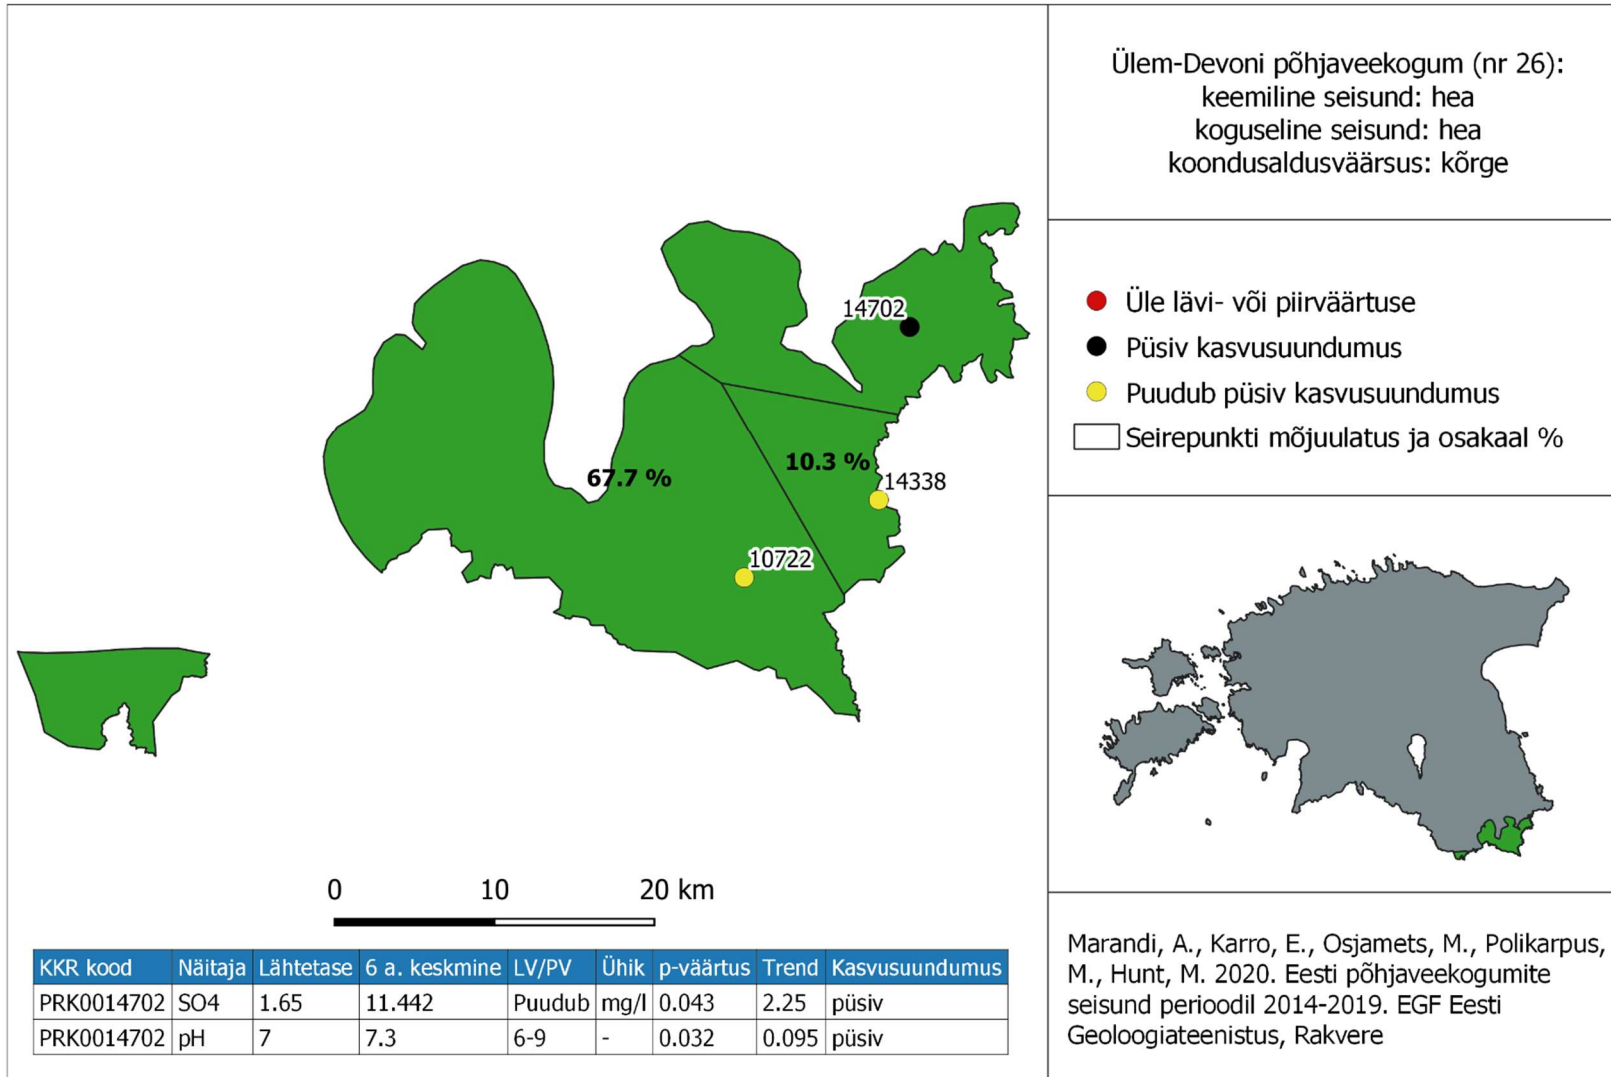 Ülem-Devoni põhjaveekogum (nr 26):
keemiline seisund: hea
koguseline seisund: hea
koondusaldusväärsus: kõrge
14702
10.3 %
67.7 %
14338
10722
Üle lävi- või piirväärtuse
Püsiv kasvusuundumus
Puudub püsiv kasvusuundumus
Seirepunkti mõjuulatus ja osakaal %
0 10 20 km
KKR kood Näitaja Lähtetase 6 a. keskmine LV/PV Ühik p-väärtus Trend Kasvusuundumus
PRK0014702 SO4 1.65 11.442 Puudub mg/l 0.043 2.25 püsiv
PRK0014702 pH 7 7.3 6-9 - 0.032 0.095 püsiv
Marandi, A., Karro, E., Osjamets, M., Polikarpus,
M., Hunt, M. 2020. Eesti põhjaveekogumite
seisund perioodil 2014-2019. EGF Eesti
Geoloogiateenistus, Rakvere